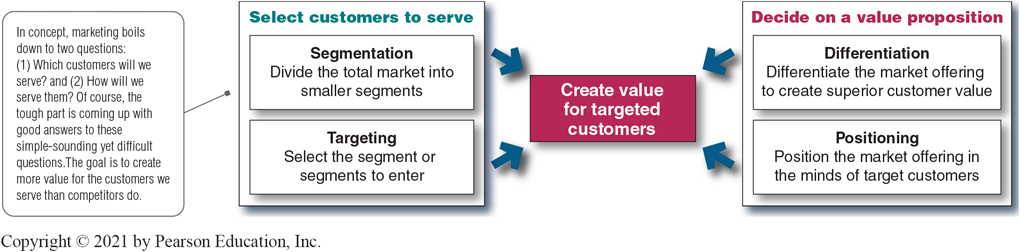 In concept, marketing boils
down to two questions:
(1) Which customers will we
serve? and (2) How will we
serve them? Of course, the
tough part is coming up with
good answers to these
simple-sounding yet difficult
questions.The goal is to create
more value for the customers we
serve than competitors do.
Select customers to serve
Segmentation
Divide the total market into
smaller segments
Targeting
Select the segment or
segments to enter
Create value
for targeted
customers
Decide on a value proposition
Differentiation
Differentiate the market offering
to create superior customer value
Positioning
Position the market offering in
the minds of target customers
Copyright © 2021 by Pearson Education, Inc.